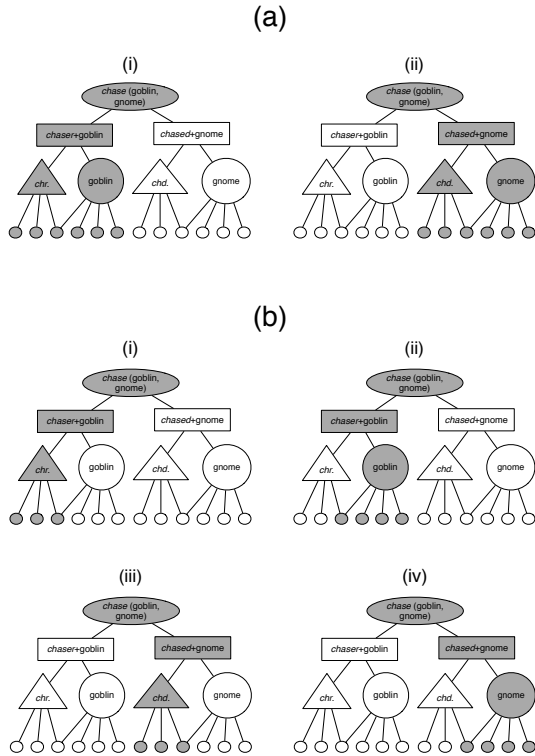 (a)
(i)
chase (goblin,
gnome)
chaser+goblin
chased+gnome
chr.
goblin
chd.
gnome
(ii)
chase (goblin,
gnome)
chaser+goblin
chased+gnome
chr.
goblin
chd.
gnome
(b)
(i)
chase (goblin,
gnome)
chaser+goblin
chased+gnome
chr.
goblin
chd.
gnome
(ii)
chase (goblin,
gnome)
chaser+goblin
chased+gnome
chr.
goblin
chd.
gnome
(iii)
chase (goblin,
gnome)
chaser+goblin
chased+gnome
chr.
goblin
chd.
gnome
(iv)
chase (goblin,
gnome)
chaser+goblin
chased+gnome
chr.
goblin
chd.
gnome